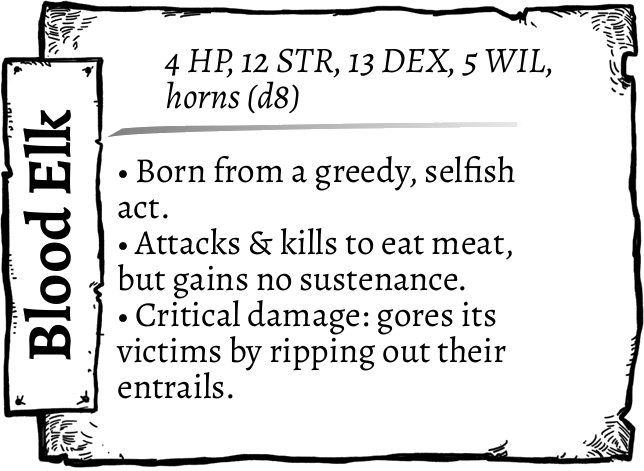 Blood Elk
4 HP, 12 STR, 13 DEX, 5 WIL,
horns (d8)
• Born from a greedy, selfish
act.
• Attacks & kills to eat meat,
but gains no sustenance.
• Critical damage: gores its
victims by ripping out their
entrails.